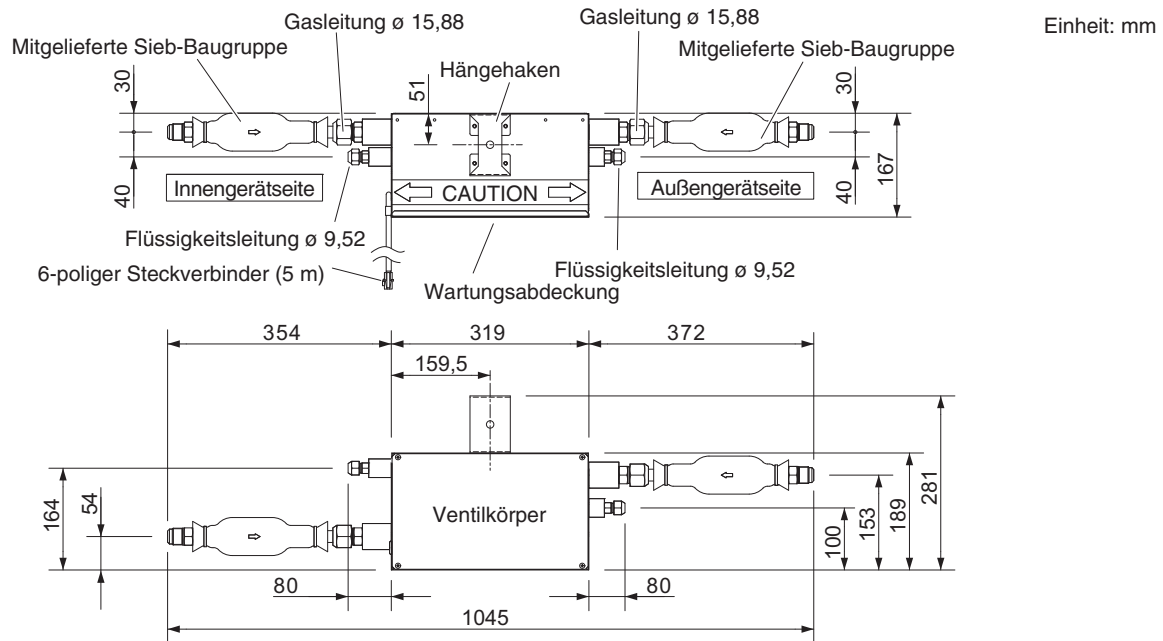 Gasleitung ø 15,88
Gasleitung ø 15,88
Einheit: mm
Mitgelieferte Sieb-Baugruppe
Mitgelieferte Sieb-Baugruppe
Hängehaken
30
51
30
40
Innengerätseite
CAUTION
Außengerätseite
40
167
Flüssigkeitsleitung ø 9,52
6-poliger Steckverbinder (5 m)
Flüssigkeitsleitung ø 9,52
Wartungsabdeckung
354
319
372
159,5
164
54
Ventilkörper
100
153
189
281
80
80
1045